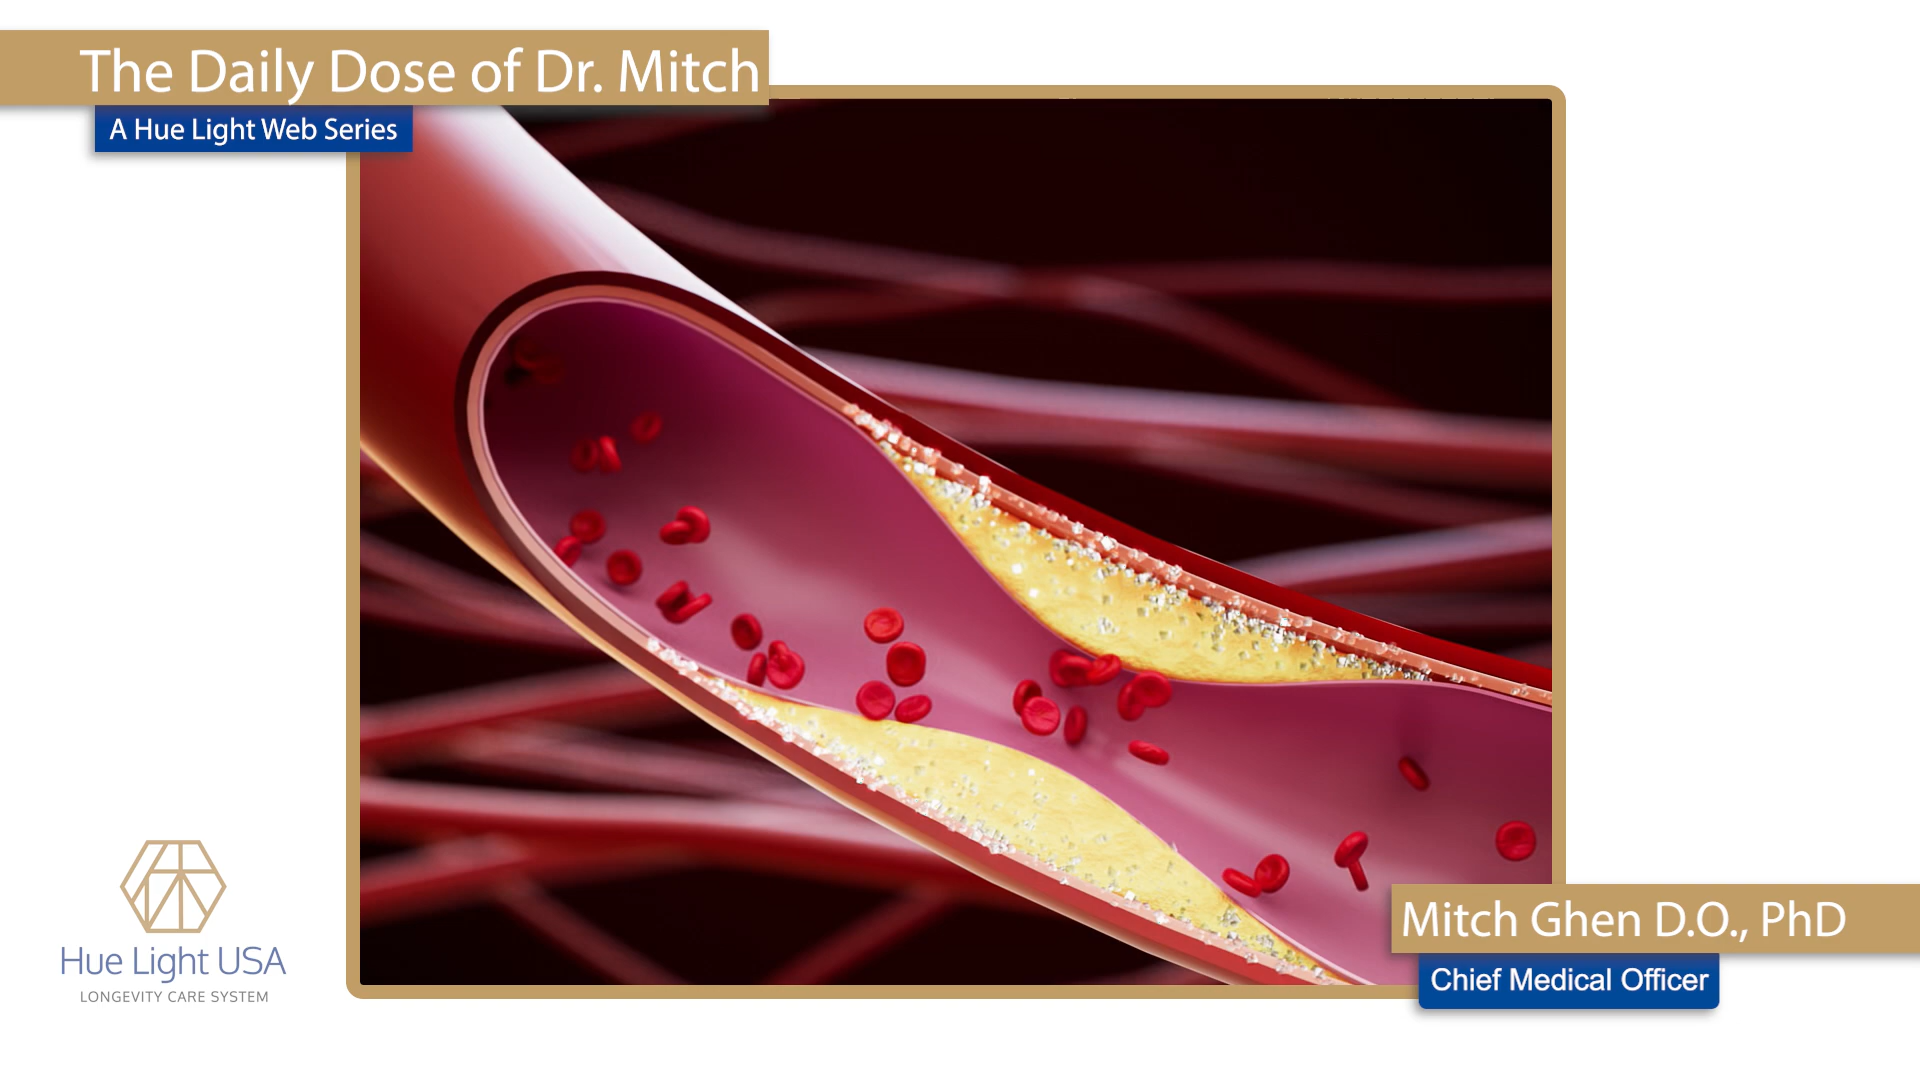 The Daily Dose of Dr. Mitch
A Hue Light Web Series
Hue Light USA
LONGEVITY CARE SYSTEM
Mitch Ghen D.O., PhD
Chief Medical Officer